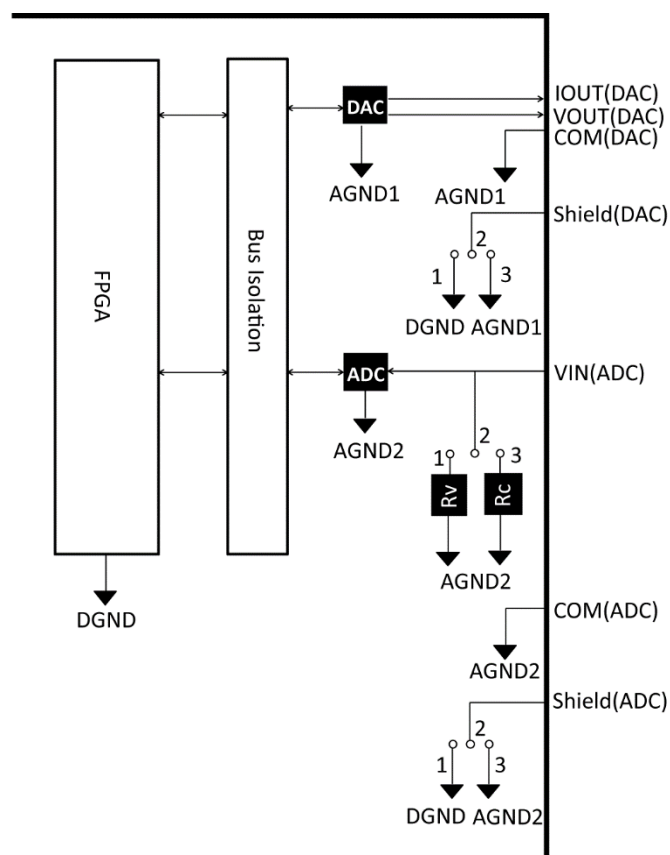 FPGA
Bus Isolation
DAC
AGND1
IOUT(DAC)
VOUT(DAC)
COM(DAC)
AGND1
Shield(DAC)
2
1
3
DGND
AGND1
ADC
AGND2
VIN(ADC)
2
1
3
Rv
Rc
AGND2
DGND
COM(ADC)
AGND2
Shield(ADC)
2
1
3
DGND
AGND2